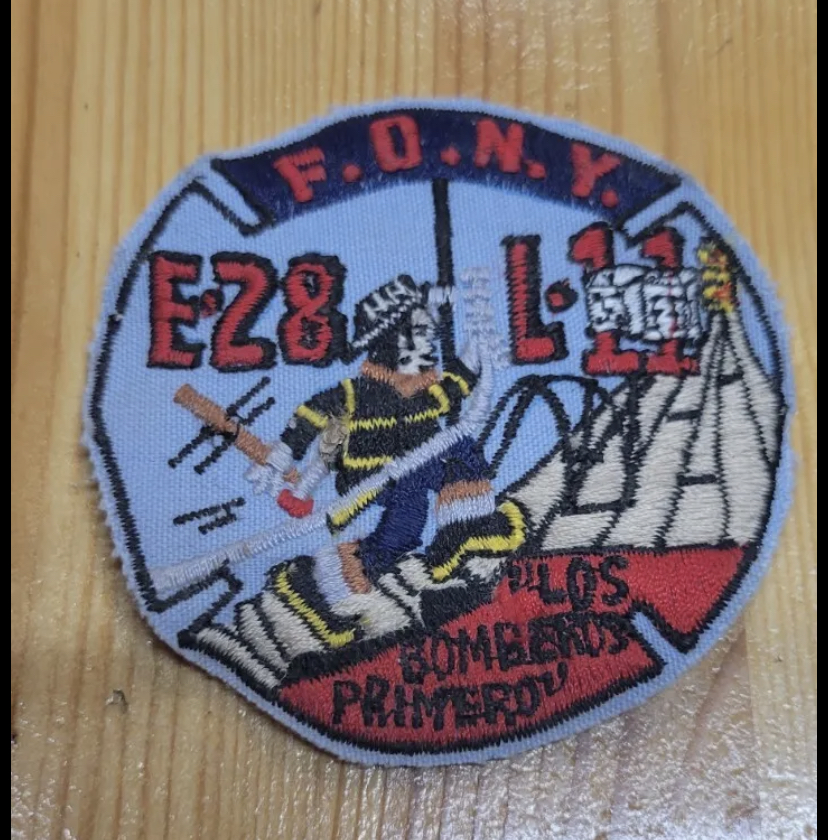 F.D.N.Y.
E·28 L·11
"LOS
BOMBEROS
PRIMERO"